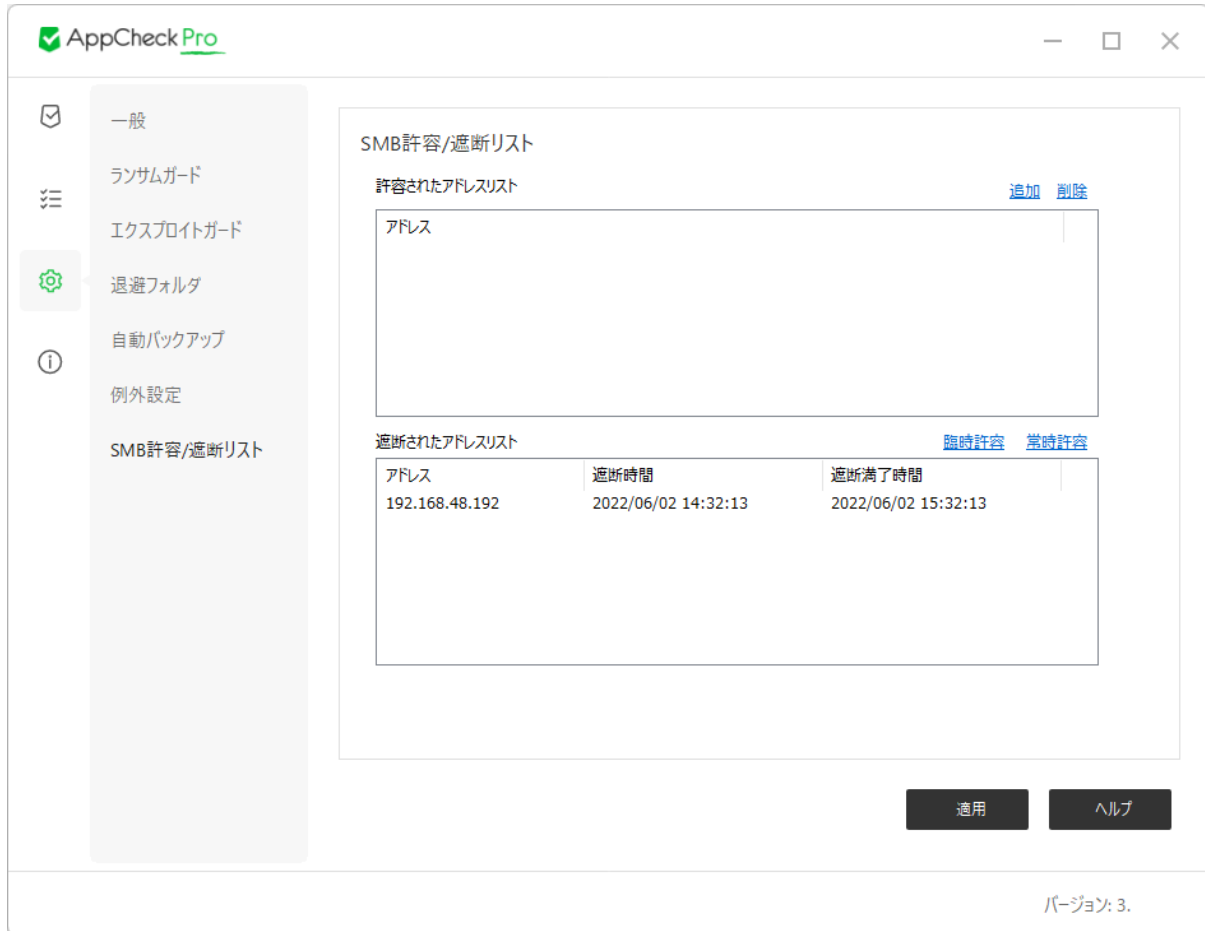 AppCheck Pro
一般
ランサムガード
エクスプロイトガード
退避フォルダ
自動バックアップ
例外設定
SMB許容/遮断リスト
SMB許容/遮断リスト
許容されたアドレスリスト 追加 削除
アドレス
遮断されたアドレスリスト 臨時許容 常時許容
アドレス 遮断時間 遮断満了時間
192.168.48.192 2022/06/02 14:32:13 2022/06/02 15:32:13
適用 ヘルプ
バージョン: 3.